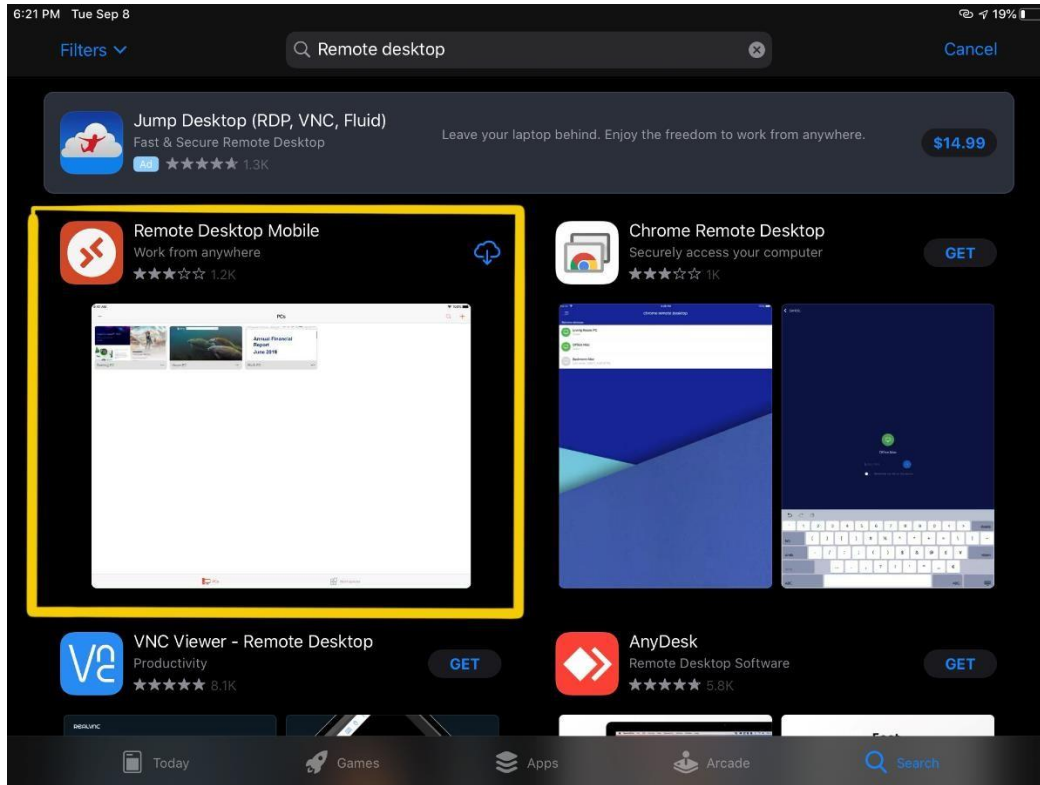 6:21 PM Tue Sep 8
19%
Filters
Remote desktop
Cancel
Jump Desktop (RDP, VNC, Fluid)
Fast & Secure Remote Desktop
Ad 1.3K
Leave your laptop behind. Enjoy the freedom to work from anywhere.
$14.99
Remote Desktop Mobile
Work from anywhere
1.2K
PCs
Annual Financial
Report
June 2016
Chrome Remote Desktop
Securely access your computer
1K
GET
Chrome Remote Desktop
VNC Viewer - Remote Desktop
Productivity
8.1K
GET
AnyDesk
Remote Desktop Software
5.8K
GET
REALVNC
Today
Games
Apps
Arcade
Search